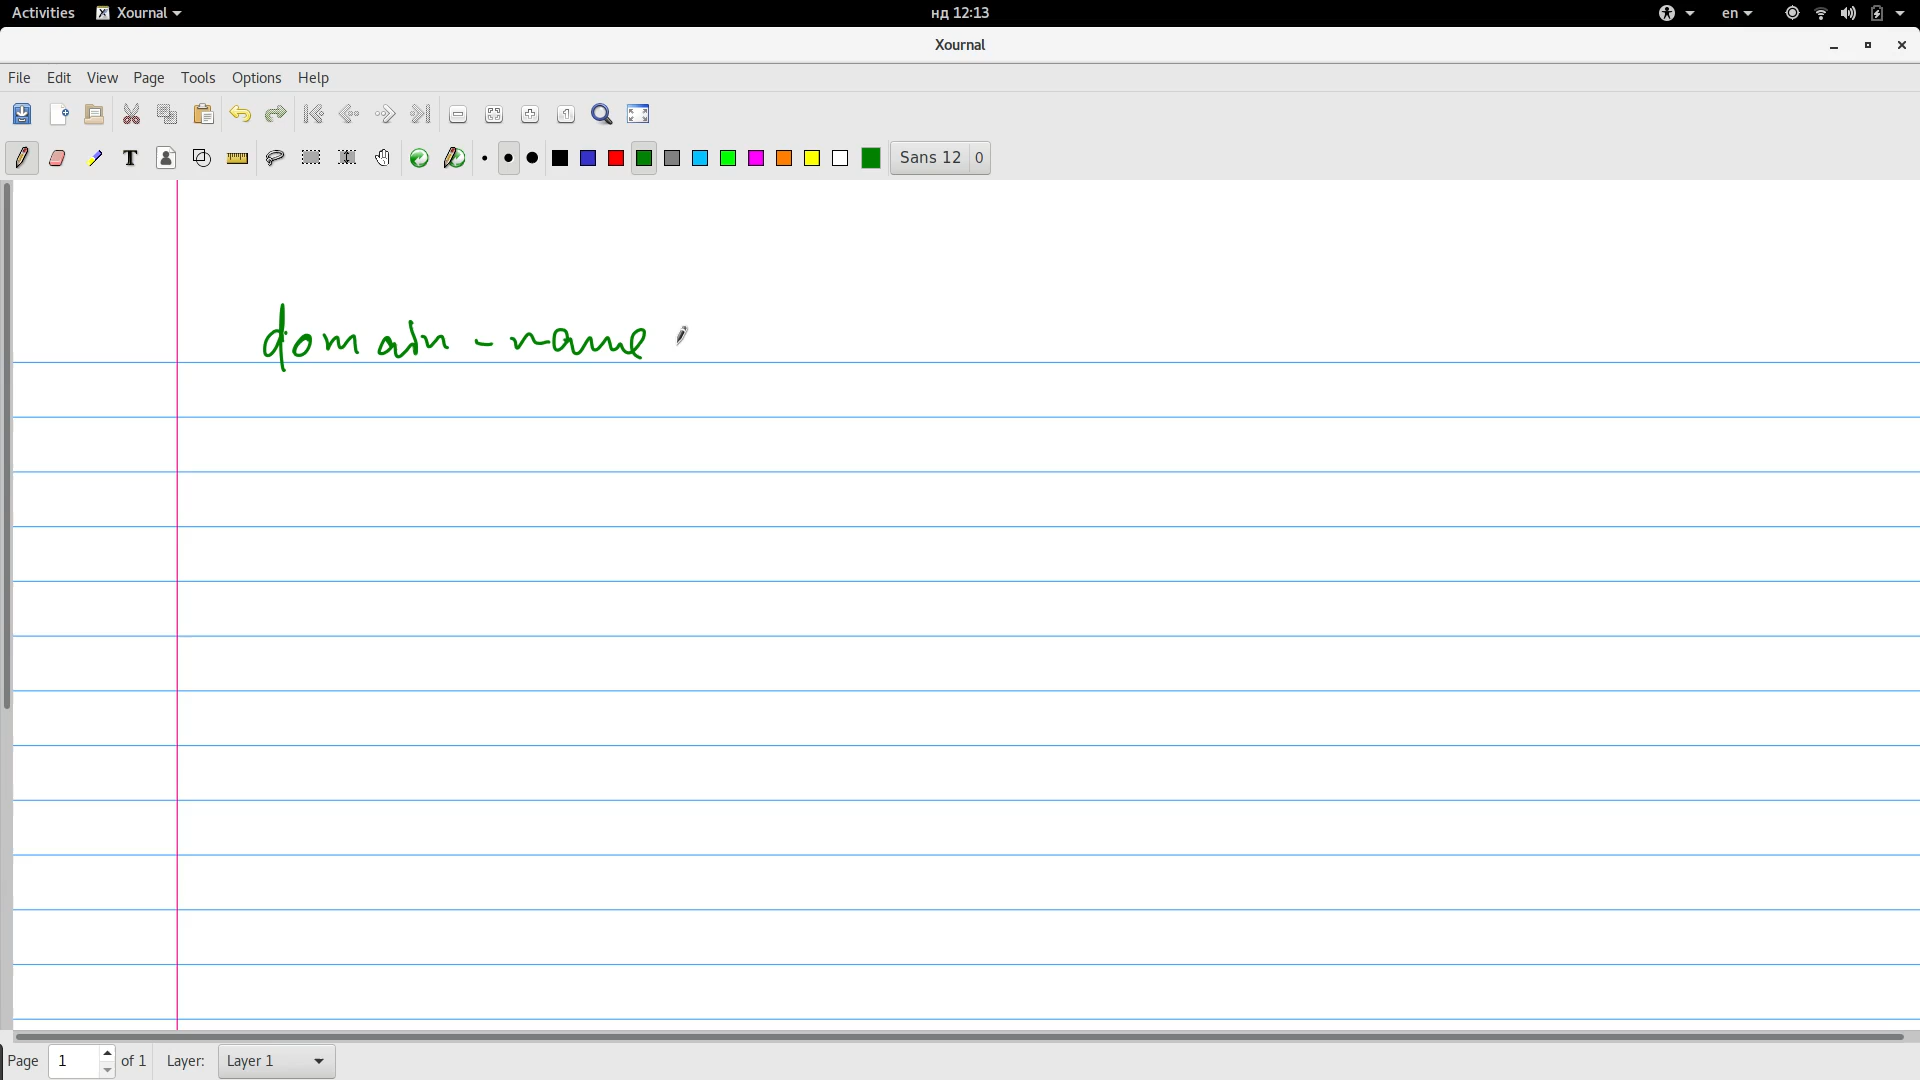 Activities Xournal нд 12:13 en
Xournal
File Edit View Page Tools Options Help
T Sans 12 0
domain-name
Page 1 of 1 Layer: Layer 1